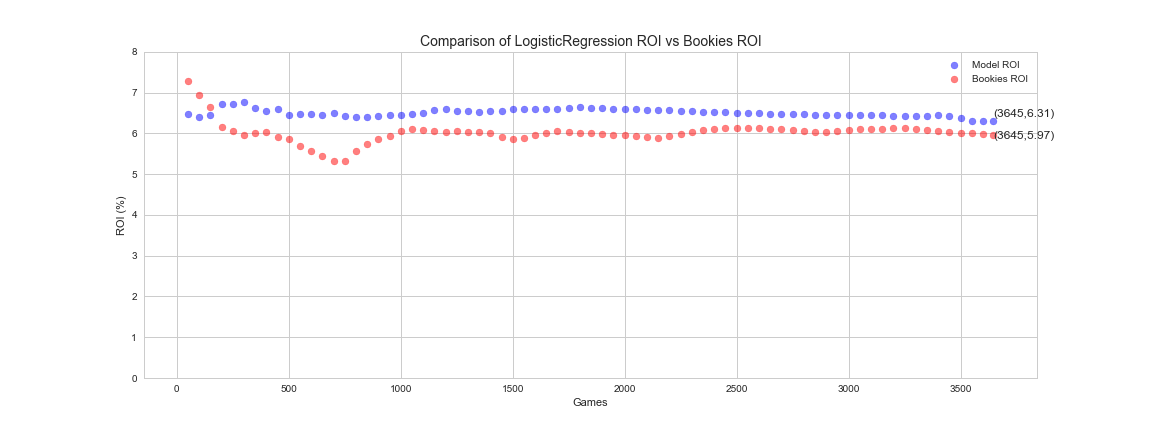 Comparison of LogisticRegression ROI vs Bookies ROI
8
7
6
5
4
3
2
1
0
ROI (%)
Model ROI
Bookies ROI
(3645,6.31)
(3645,5.97)
0 500 1000 1500 2000 2500 3000 3500
Games